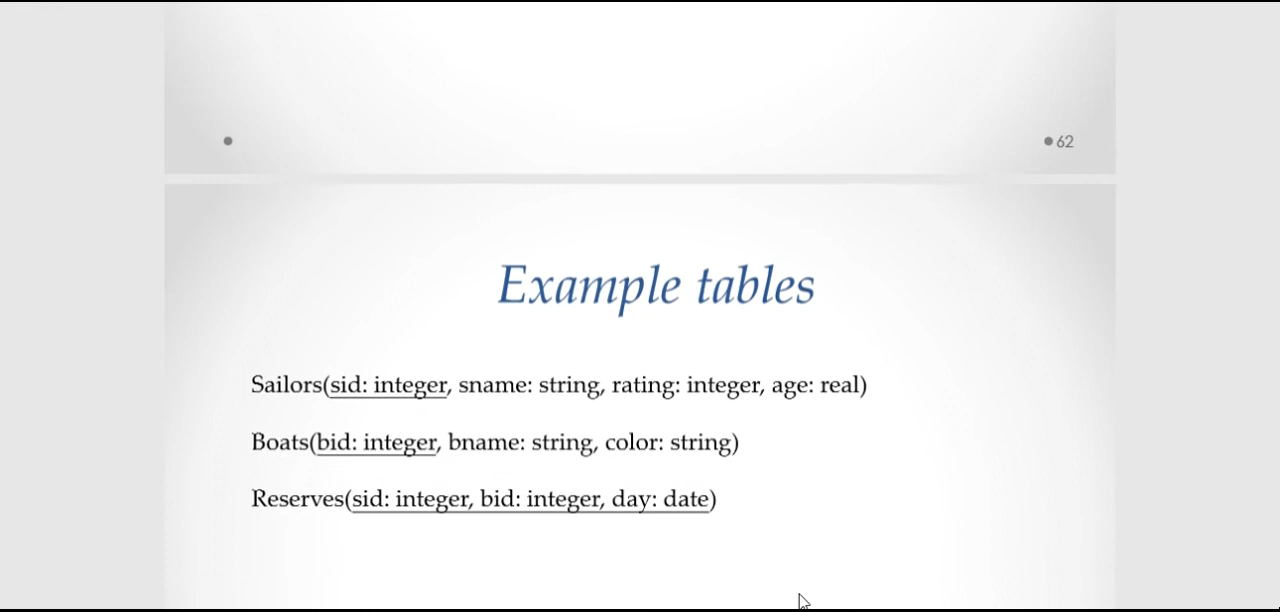 62
Example tables
Sailors(sid: integer, sname: string, rating: integer, age: real)
Boats(bid: integer, bname: string, color: string)
Reserves(sid: integer, bid: integer, day: date)